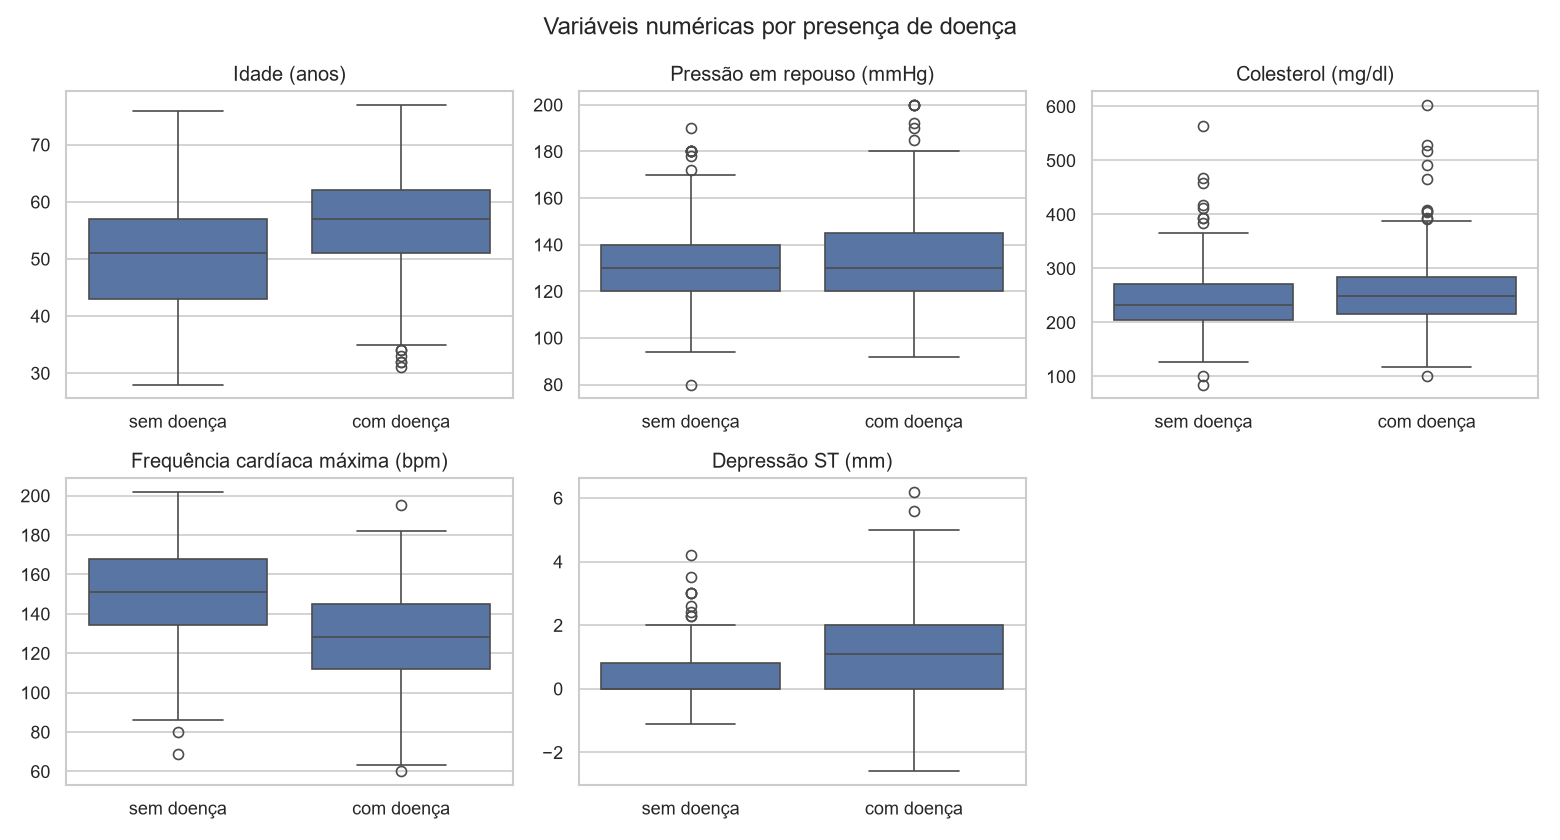 Variáveis numéricas por presença de doença
Idade (anos)
70
60
50
40
30
sem doença com doença
Pressão em repouso (mmHg)
200
180
160
140
120
100
80
sem doença com doença
Colesterol (mg/dl)
600
500
400
300
200
100
sem doença com doença
Frequência cardíaca máxima (bpm)
200
180
160
140
120
100
80
60
sem doença com doença
Depressão ST (mm)
6
4
2
0
−2
sem doença com doença